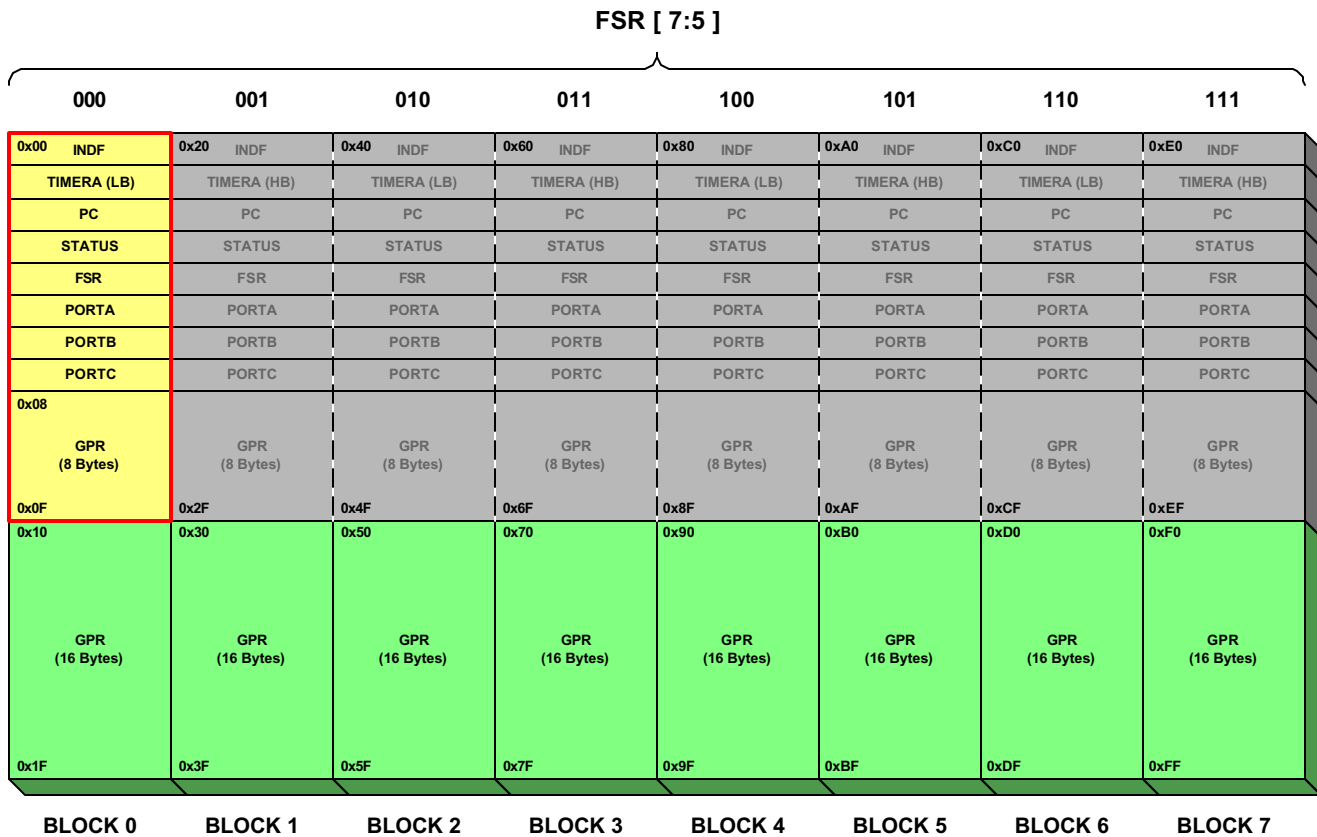 FSR [ 7:5 ]
000 001 010 011 100 101 110 111
0x00 INDF 0x20 INDF 0x40 INDF 0x60 INDF 0x80 INDF 0xA0 INDF 0xC0 INDF 0xE0 INDF
TIMERA (LB) TIMERA (HB) TIMERA (LB) TIMERA (HB) TIMERA (LB) TIMERA (HB) TIMERA (LB) TIMERA (HB)
PC PC PC PC PC PC PC PC
STATUS STATUS STATUS STATUS STATUS STATUS STATUS STATUS
FSR FSR FSR FSR FSR FSR FSR FSR
PORTA PORTA PORTA PORTA PORTA PORTA PORTA PORTA
PORTB PORTB PORTB PORTB PORTB PORTB PORTB PORTB
PORTC PORTC PORTC PORTC PORTC PORTC PORTC PORTC
0x08
GPR GPR GPR GPR GPR GPR GPR GPR
(8 Bytes) (8 Bytes) (8 Bytes) (8 Bytes) (8 Bytes) (8 Bytes) (8 Bytes) (8 Bytes)
0x0F 0x2F 0x4F 0x6F 0x8F 0xAF 0xCF 0xEF
0x10 0x30 0x50 0x70 0x90 0xB0 0xD0 0xF0
GPR GPR GPR GPR GPR GPR GPR GPR
(16 Bytes) (16 Bytes) (16 Bytes) (16 Bytes) (16 Bytes) (16 Bytes) (16 Bytes) (16 Bytes)
0x1F 0x3F 0x5F 0x7F 0x9F 0xBF 0xDF 0xFF
BLOCK 0 BLOCK 1 BLOCK 2 BLOCK 3 BLOCK 4 BLOCK 5 BLOCK 6 BLOCK 7